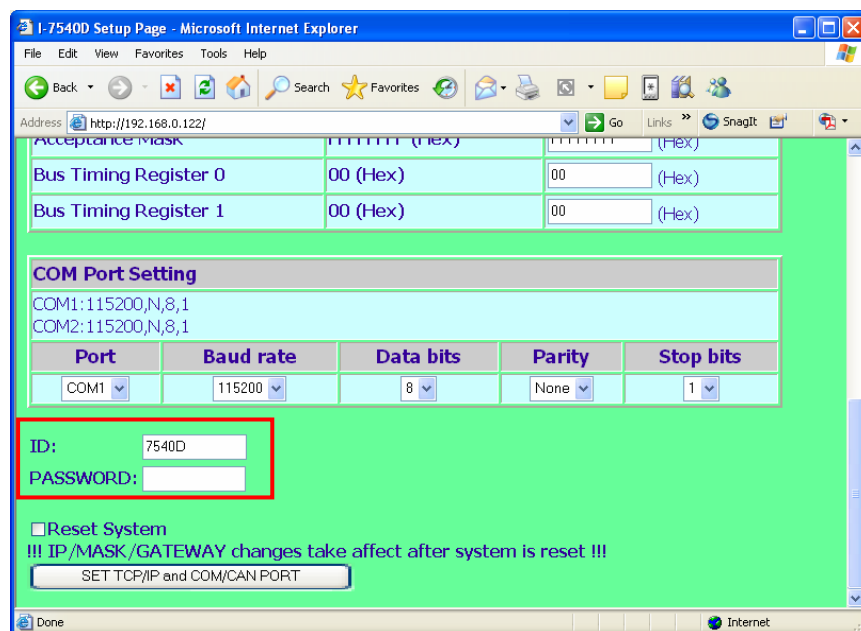 I-7540D Setup Page - Microsoft Internet Explorer
File Edit View Favorites Tools Help
Back Search Favorites
Address http://192.168.0.122/ Go Links » SnagIt
Acceptance Mask FFFFFFFF (Hex) FFFFFFFF (Hex)
Bus Timing Register 0 00 (Hex) 00 (Hex)
Bus Timing Register 1 00 (Hex) 00 (Hex)
COM Port Setting
COM1:115200,N,8,1
COM2:115200,N,8,1
Port Baud rate Data bits Parity Stop bits
COM1 115200 8 None 1
ID: 7540D
PASSWORD:
Reset System
!!! IP/MASK/GATEWAY changes take affect after system is reset !!!
SET TCP/IP and COM/CAN PORT
Done Internet